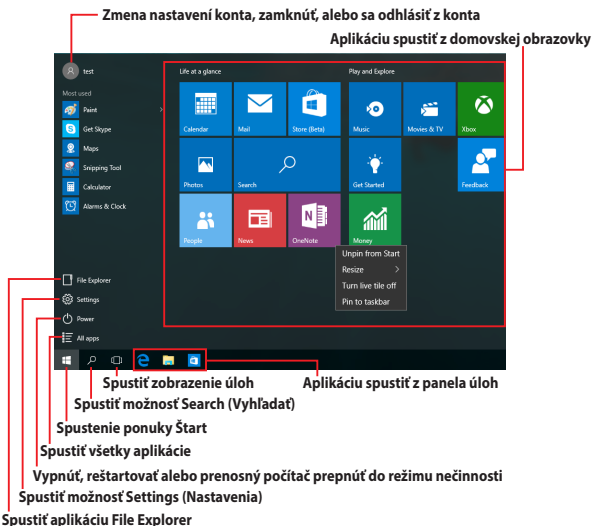 Zmena nastavení konta, zamknúť, alebo sa odhlásiť z konta
Aplikáciu spustiť z domovskej obrazovky
test
Life at a glance
Play and Explore
Most used
Paint
Get Skype
Maps
Snipping Tool
Calculator
Alarms & Clock
Calendar
Mail
Store (Beta)
Music
Movies & TV
Xbox
Photos
Search
Get Started
Feedback
People
News
OneNote
Money
Unpin from Start
Resize
Turn live tile off
Pin to taskbar
File Explorer
Settings
Power
All apps
Spustiť zobrazenie úloh
Aplikáciu spustiť z panela úloh
Spustiť možnosť Search (Vyhľadať)
Spustenie ponuky Štart
Spustiť všetky aplikácie
Vypnúť, reštartovať alebo prenosný počítač prepnúť do režimu nečinnosti
Spustiť možnosť Settings (Nastavenia)
Spustiť aplikáciu File Explorer